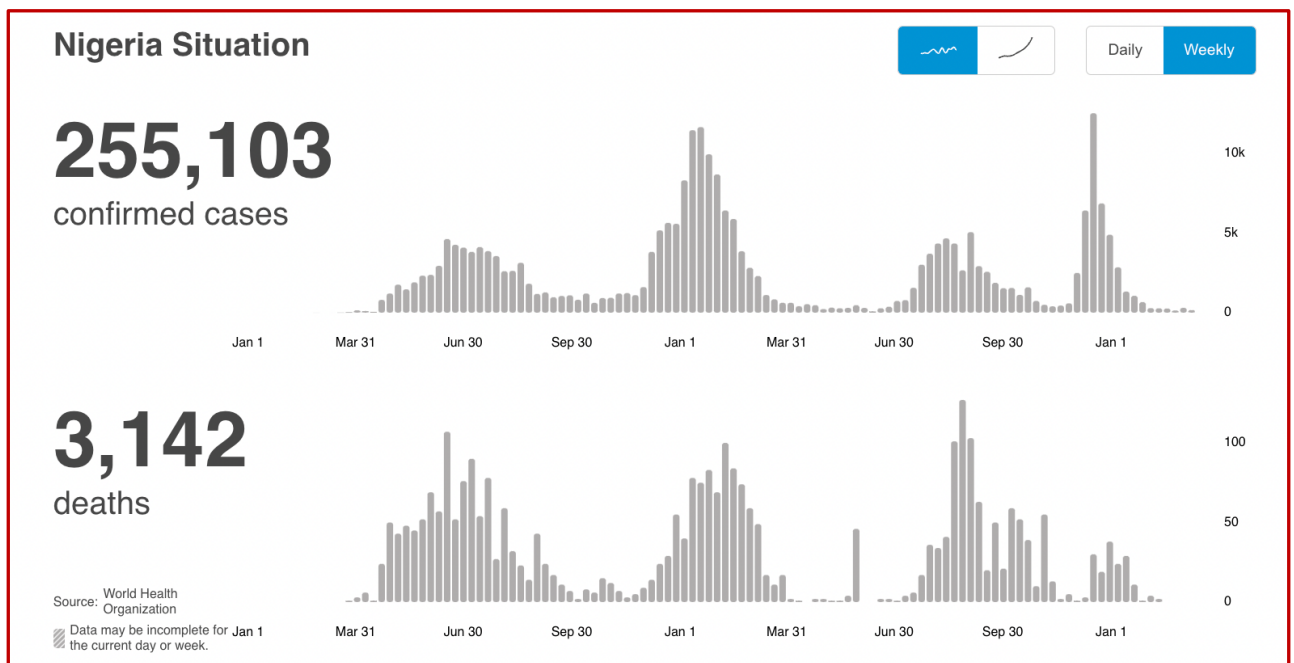 Nigeria Situation
Daily
Weekly
255,103
confirmed cases
10k
5k
0
Jan 1
Mar 31
Jun 30
Sep 30
Jan 1
Mar 31
Jun 30
Sep 30
Jan 1
3,142
deaths
100
50
0
Source: World Health
Organization
Data may be incomplete for
the current day or week.
Jan 1
Mar 31
Jun 30
Sep 30
Jan 1
Mar 31
Jun 30
Sep 30
Jan 1